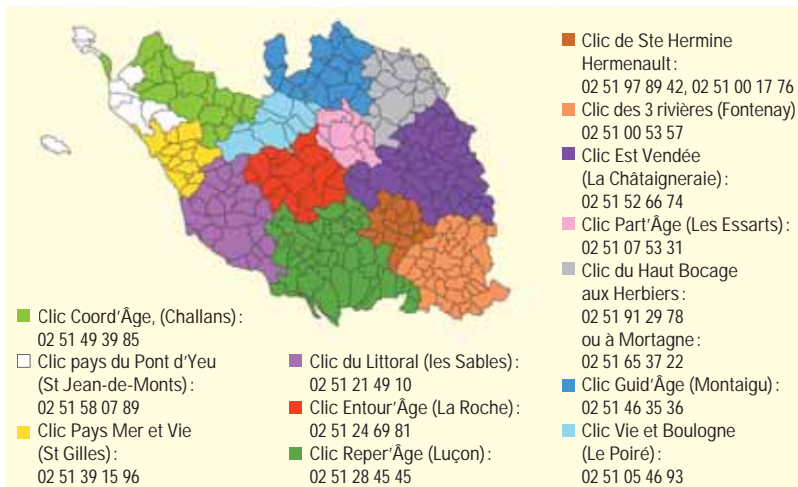 Clic de Ste Hermine
Hermenault :
02 51 97 89 42, 02 51 00 17 76
Clic des 3 rivières (Fontenay)
02 51 00 53 57
Clic Est Vendée
(La Châtaigneraie) :
02 51 52 66 74
Clic Part'Âge (Les Essarts) :
02 51 07 53 31
Clic du Haut Bocage
aux Herbiers :
02 51 91 29 78
ou à Mortagne :
02 51 65 37 22
Clic Guid'Âge (Montaigu) :
02 51 46 35 36
Clic Vie et Boulogne
(Le Poiré) :
02 51 05 46 93
Clic Coord'Âge, (Challans) :
02 51 49 39 85
Clic pays du Pont d'Yeu
(St Jean-de-Monts) :
02 51 58 07 89
Clic Pays Mer et Vie
(St Gilles) :
02 51 39 15 96
Clic du Littoral (les Sables) :
02 51 21 49 10
Clic Entour'Âge (La Roche) :
02 51 24 69 81
Clic Reper'Âge (Luçon) :
02 51 28 45 45